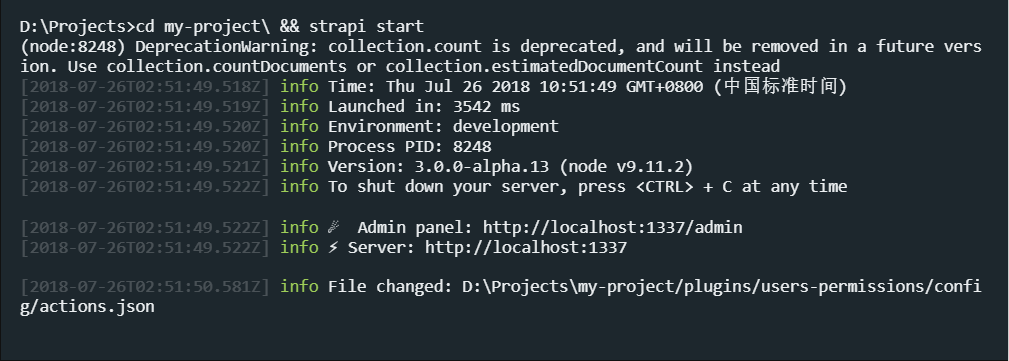 D:\Projects>cd my-project\ && strapi start
(node:8248) DeprecationWarning: collection.count is deprecated, and will be removed in a future vers
ion. Use collection.countDocuments or collection.estimatedDocumentCount instead
[2018-07-26T02:51:49.518Z] info Time: Thu Jul 26 2018 10:51:49 GMT+0800 (中国标准时间)
[2018-07-26T02:51:49.519Z] info Launched in: 3542 ms
[2018-07-26T02:51:49.520Z] info Environment: development
[2018-07-26T02:51:49.520Z] info Process PID: 8248
[2018-07-26T02:51:49.521Z] info Version: 3.0.0-alpha.13 (node v9.11.2)
[2018-07-26T02:51:49.522Z] info To shut down your server, press <CTRL> + C at any time
[2018-07-26T02:51:49.522Z] info ☄ Admin panel: http://localhost:1337/admin
[2018-07-26T02:51:49.522Z] info ⚡ Server: http://localhost:1337
[2018-07-26T02:51:50.581Z] info File changed: D:\Projects\my-project/plugins/users-permissions/confi
g/actions.json